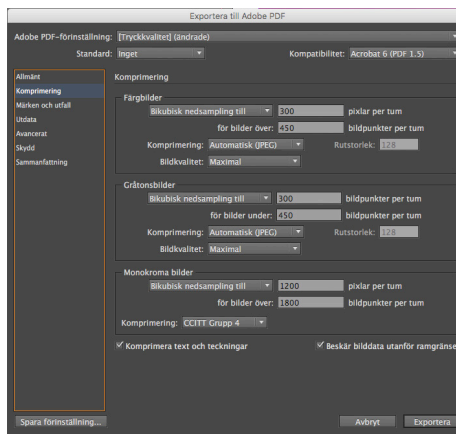 Exportera till Adobe PDF
Adobe PDF-förinställning: [Tryckkvalitet] (ändrade)
Standard: Inget Kompatibilitet: Acrobat 6 (PDF 1.5)
Allmänt
Komprimering
Märken och utfall
Utdata
Avancerat
Skydd
Sammanfattning
Komprimering
Färgbilder
Bikubisk nedsampling till 300 pixlar per tum
för bilder över: 450 bildpunkter per tum
Komprimering: Automatisk (JPEG) Rutstorlek: 128
Bildkvalitet: Maximal
Gråtonsbilder
Bikubisk nedsampling till 300 bildpunkter per tum
för bilder under: 450 bildpunkter per tum
Komprimering: Automatisk (JPEG) Rutstorlek: 128
Bildkvalitet: Maximal
Monokroma bilder
Bikubisk nedsampling till 1200 pixlar per tum
för bilder över: 1800 bildpunkter per tum
Komprimering: CCITT Grupp 4
Komprimera text och teckningar Beskär bilddata utanför ramgränse
Spara förinställning... Avbryt Exportera